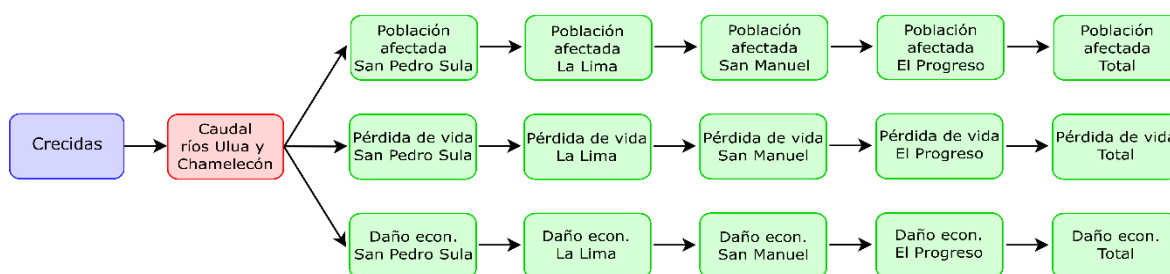 Crecidas
Caudal
ríos Ulua y
Chamelecón
Población
afectada
San Pedro Sula
Población
afectada
La Lima
Población
afectada
San Manuel
Población
afectada
El Progreso
Población
afectada
Total
Pérdida de vida
San Pedro Sula
Pérdida de vida
La Lima
Pérdida de vida
San Manuel
Pérdida de vida
El Progreso
Pérdida de vida
Total
Daño econ.
San Pedro Sula
Daño econ.
La Lima
Daño econ.
San Manuel
Daño econ.
El Progreso
Daño econ.
Total